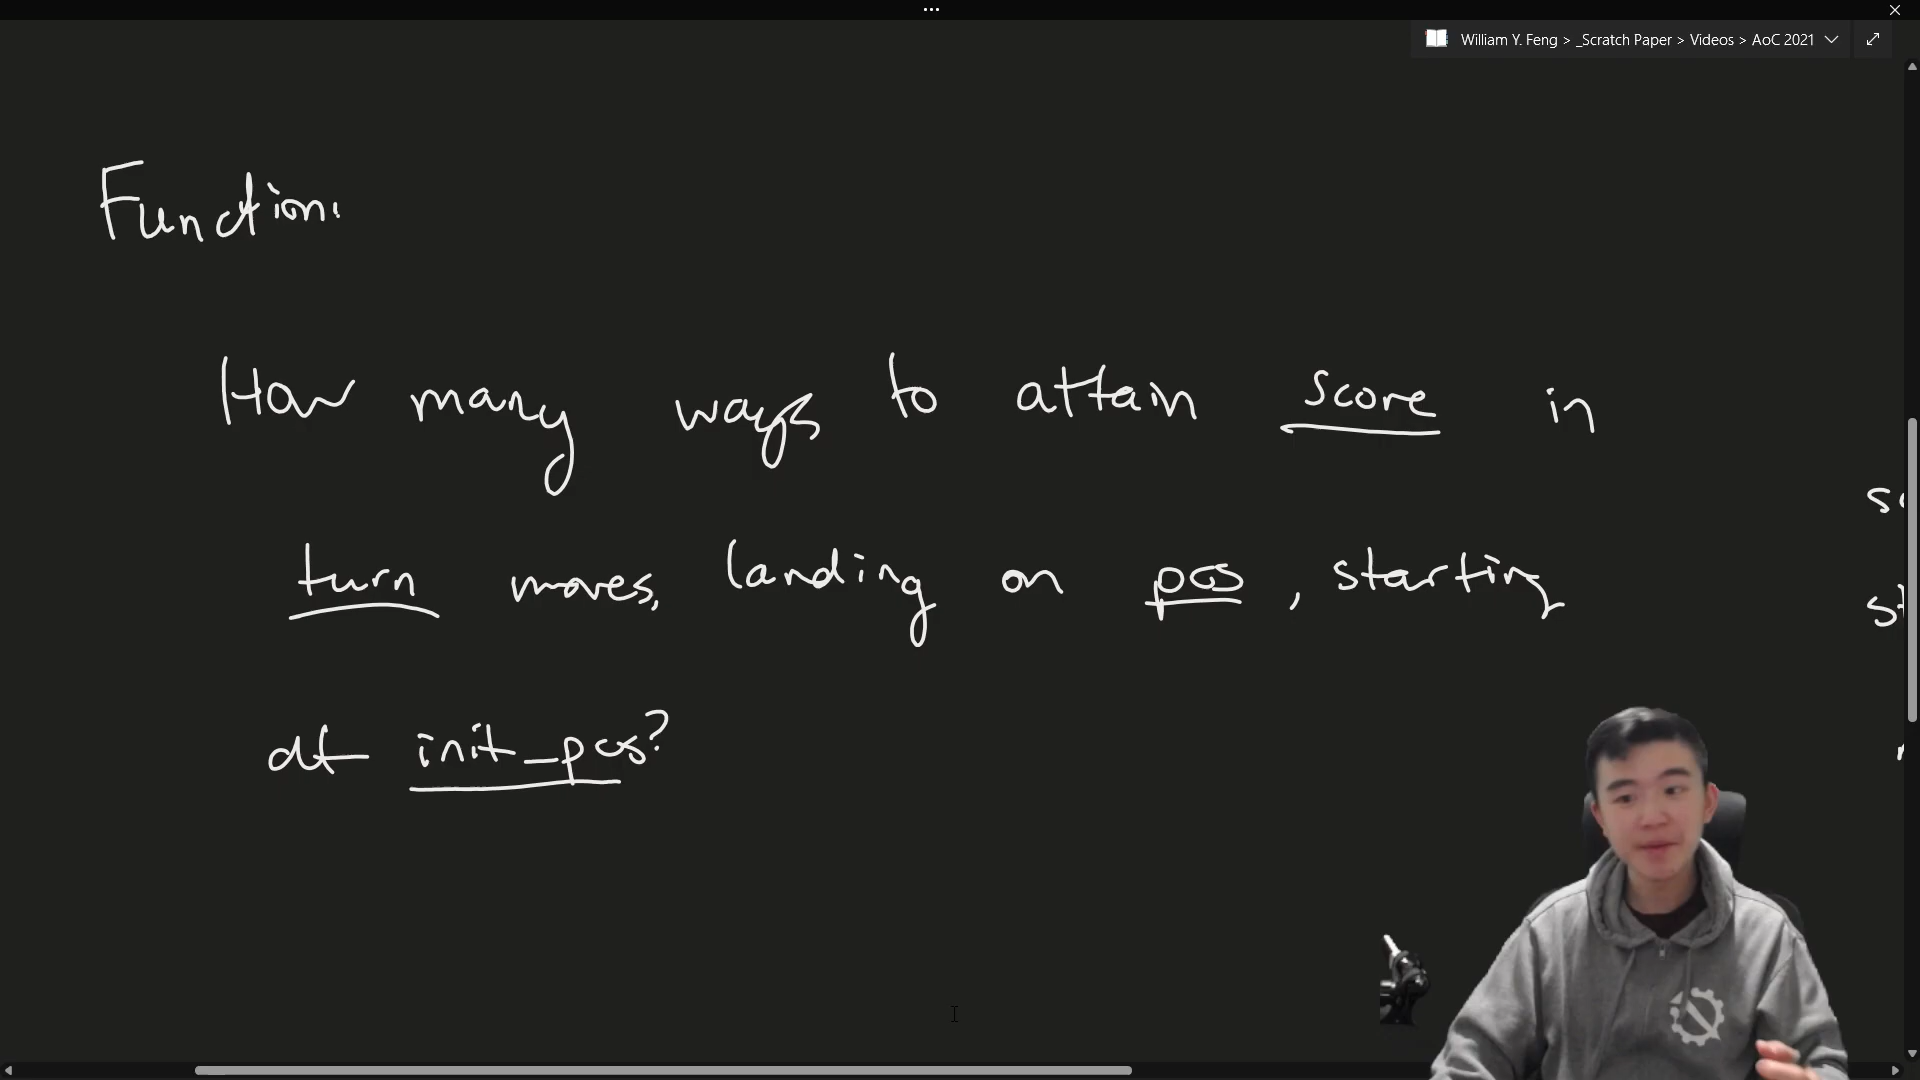 William Y. Feng > _Scratch Paper > Videos > AoC 2021
Function:
How many ways to attain score in
turn moves, landing on pos, starting
at init_pos?